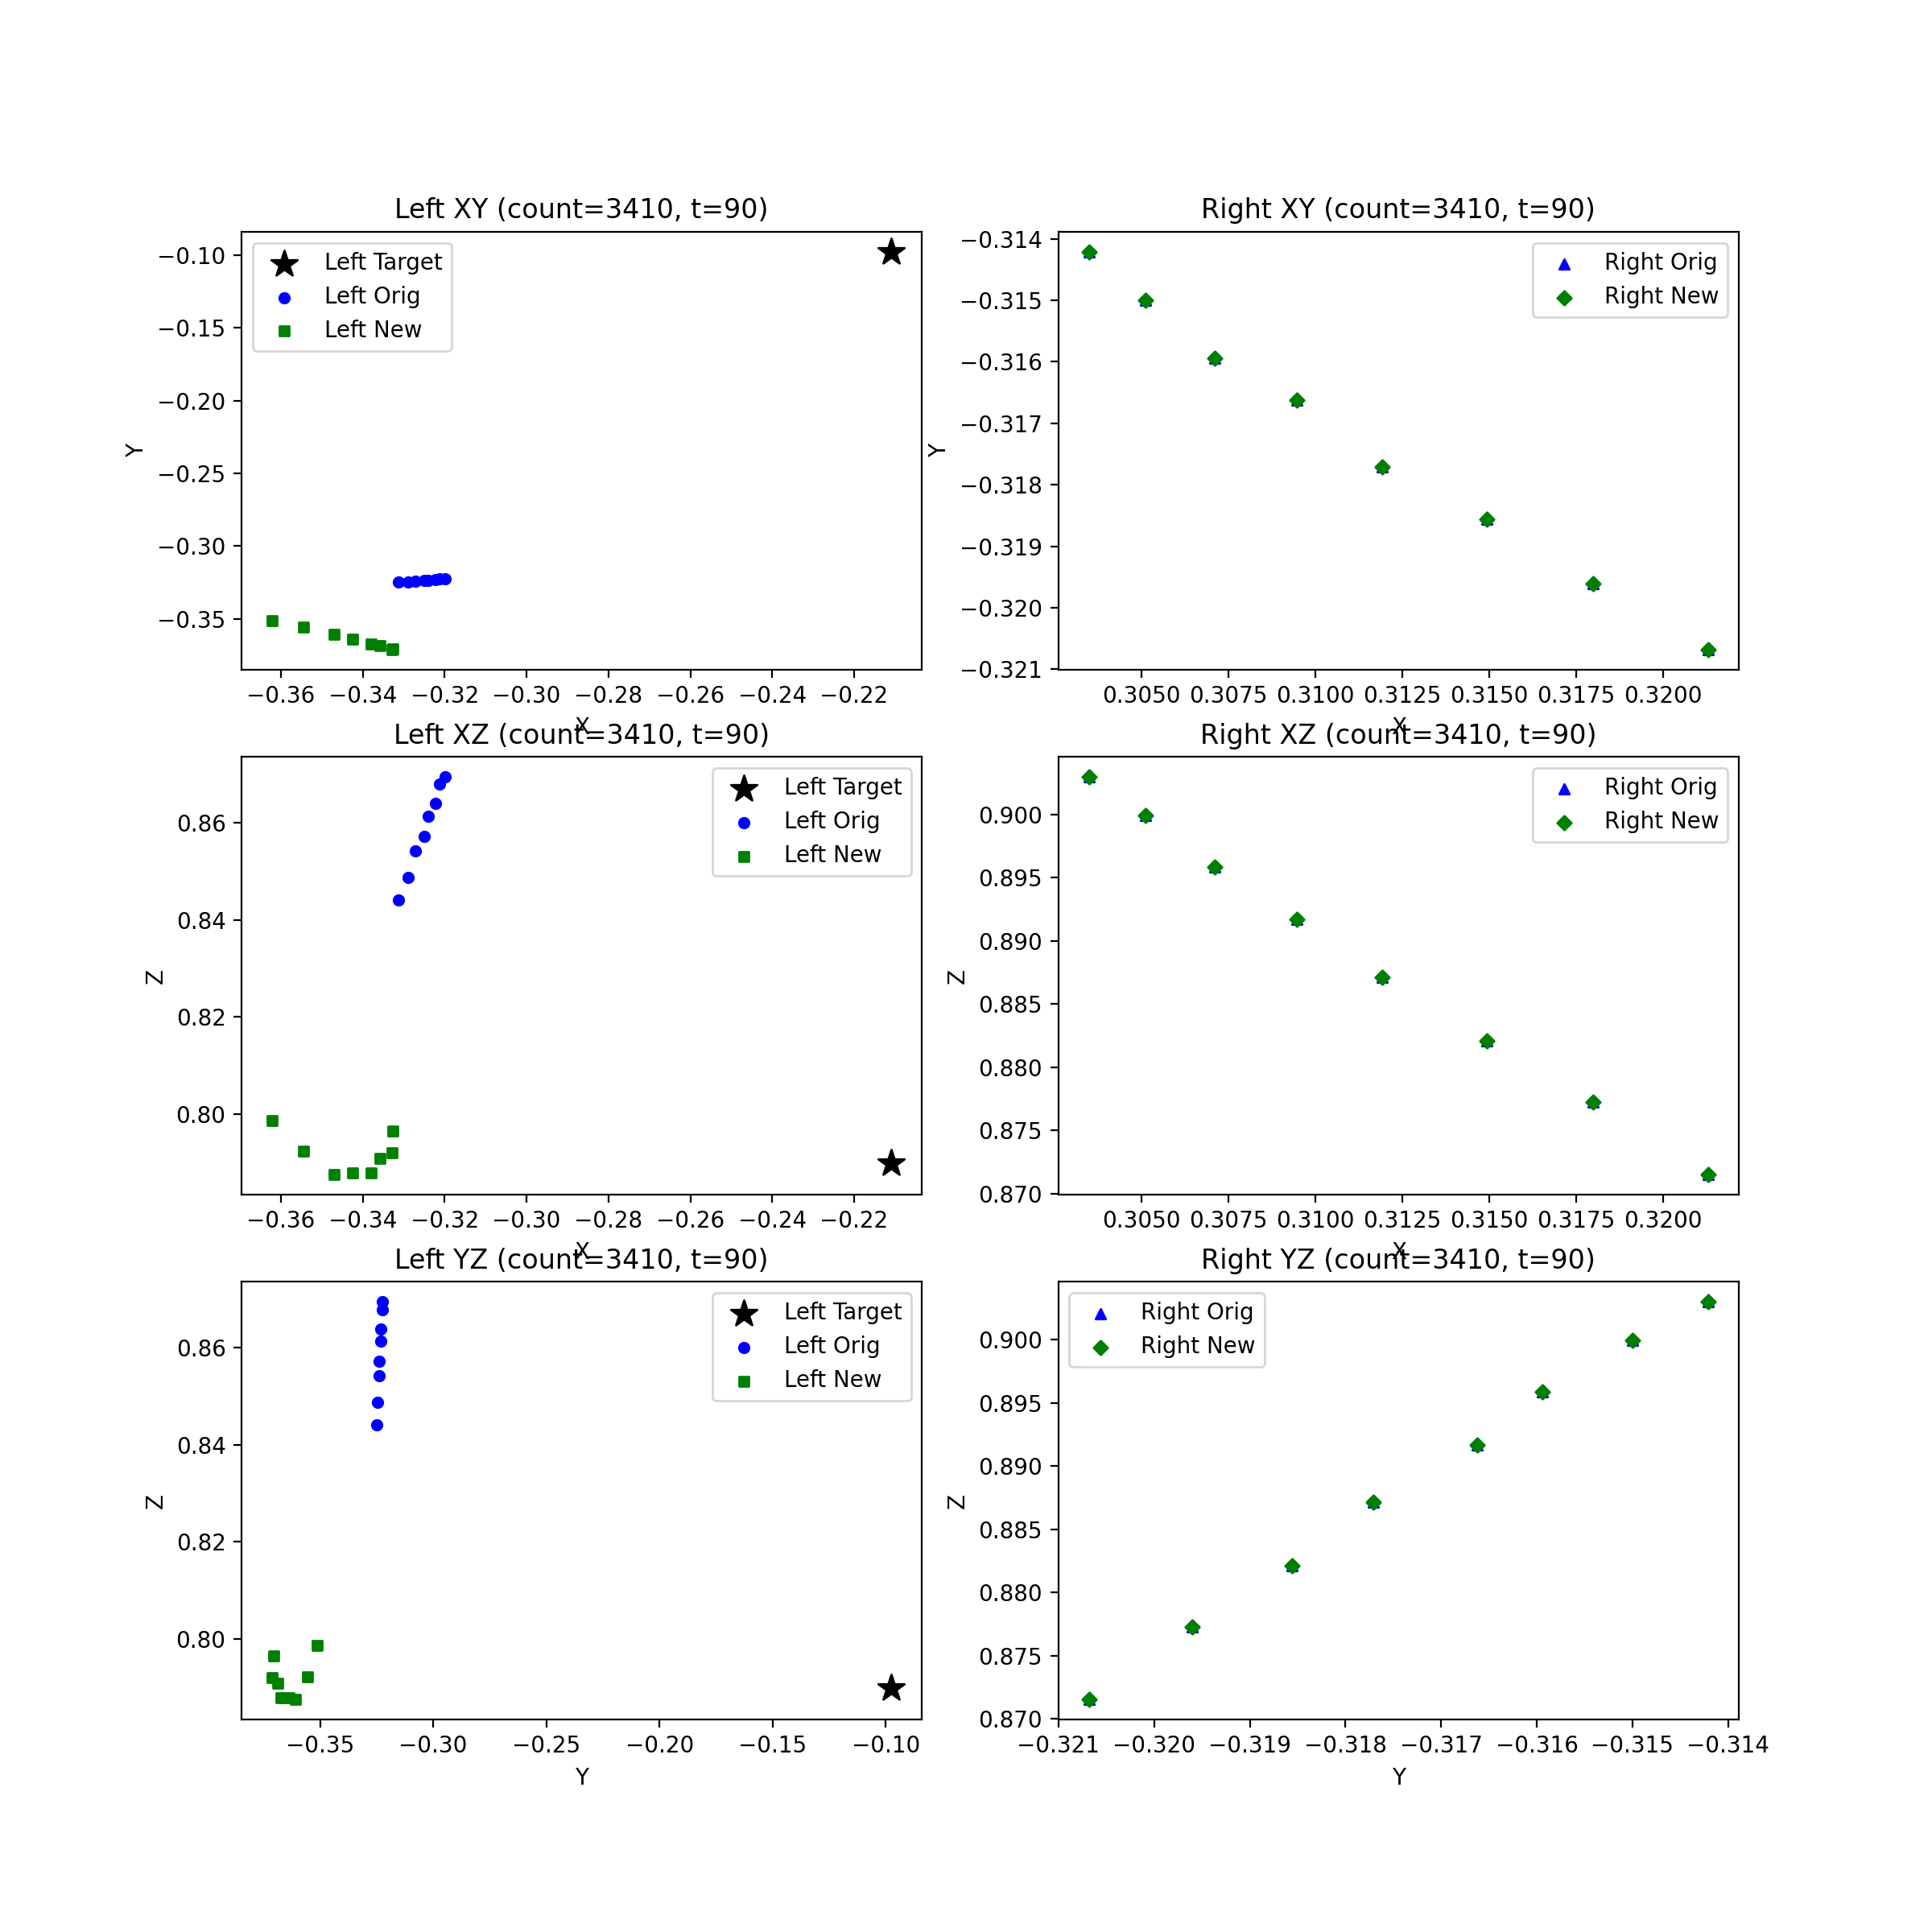 Left XY (count=3410, t=90)
Left Target
Left Orig
Left New
−0.10
−0.15
−0.20
−0.25
−0.30
−0.35
Y
−0.36 −0.34 −0.32 −0.30 −0.28 −0.26 −0.24 −0.22
X
Right XY (count=3410, t=90)
Right Orig
Right New
−0.314
−0.315
−0.316
−0.317
−0.318
−0.319
−0.320
−0.321
Y
0.3050 0.3075 0.3100 0.3125 0.3150 0.3175 0.3200
X
Left XZ (count=3410, t=90)
Left Target
Left Orig
Left New
0.86
0.84
0.82
0.80
Z
−0.36 −0.34 −0.32 −0.30 −0.28 −0.26 −0.24 −0.22
X
Right XZ (count=3410, t=90)
Right Orig
Right New
0.900
0.895
0.890
0.885
0.880
0.875
0.870
Z
0.3050 0.3075 0.3100 0.3125 0.3150 0.3175 0.3200
X
Left YZ (count=3410, t=90)
Left Target
Left Orig
Left New
0.86
0.84
0.82
0.80
Z
−0.35 −0.30 −0.25 −0.20 −0.15 −0.10
Y
Right YZ (count=3410, t=90)
Right Orig
Right New
0.900
0.895
0.890
0.885
0.880
0.875
0.870
Z
−0.321 −0.320 −0.319 −0.318 −0.317 −0.316 −0.315 −0.314
Y